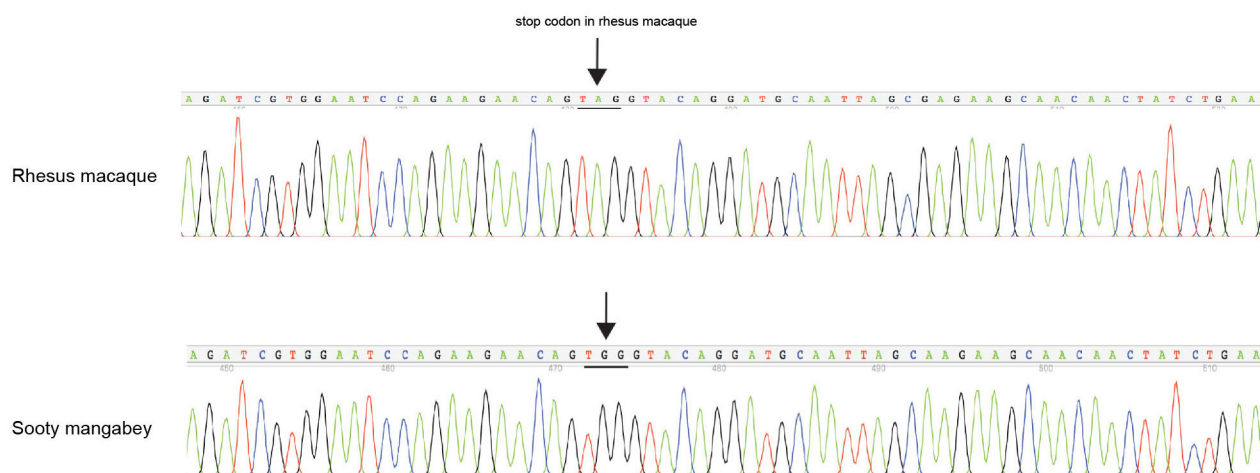 stop codon in rhesus macaque
A G A T C G T G G A A T C C A G A A G A A C A G T A G G T A C A G G A T G C A A T T A G C G A G A A G C A A C A A C T A T C T G A A
Rhesus macaque
A G A T C G T G G A A T C C A G A A G A A C A G T G G G T A C A G G A T G C A A T T A G C A A G A A G C A A C A A C T A T C T G A A
450 460 470 480 490 500 510
Sooty mangabey